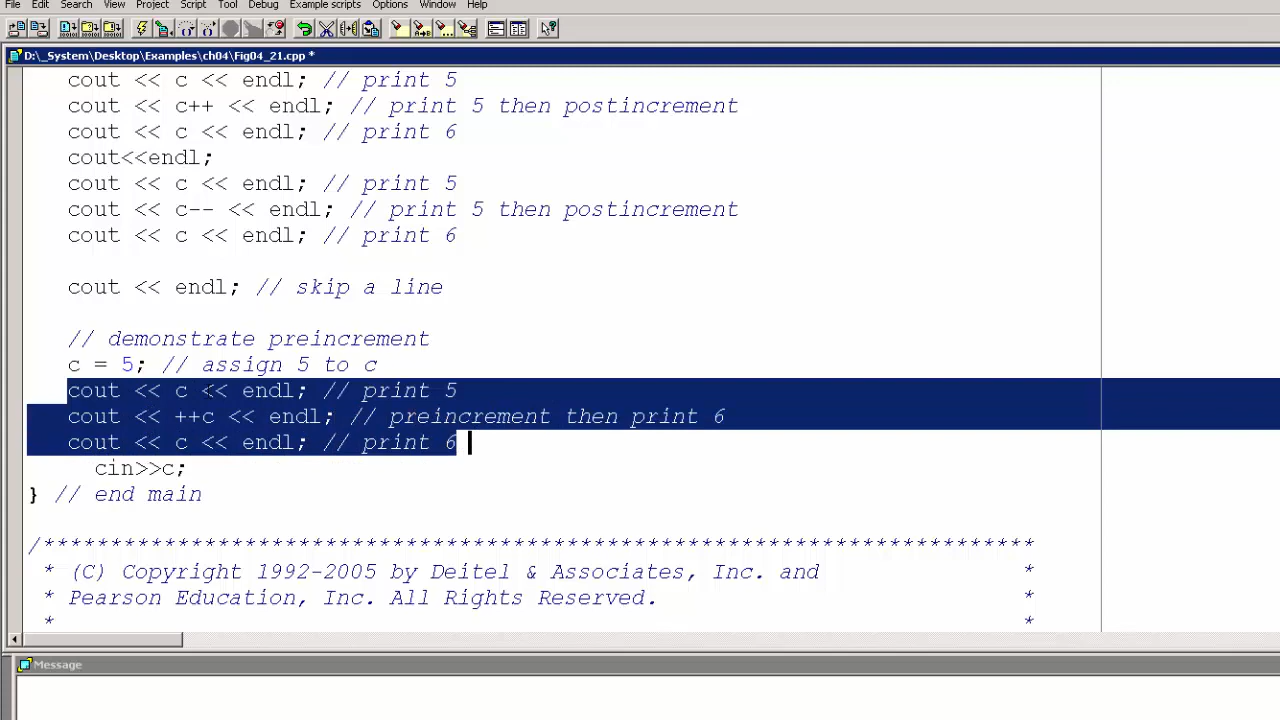 File Edit Search View Project Script Tool Debug Example scripts Options Window Help
D:\_System\Desktop\Examples\ch04\Fig04_21.cpp *
cout << c << endl; // print 5
cout << c++ << endl; // print 5 then postincrement
cout << c << endl; // print 6
cout<<endl;
cout << c << endl; // print 5
cout << c-- << endl; // print 5 then postincrement
cout << c << endl; // print 6
cout << endl; // skip a line
// demonstrate preincrement
c = 5; // assign 5 to c
cout << c << endl; // print 5
cout << ++c << endl; // preincrement then print 6
cout << c << endl; // print 6
cin>>c;
} // end main
/**************************************************************************
* (C) Copyright 1992-2005 by Deitel & Associates, Inc. and *
* Pearson Education, Inc. All Rights Reserved. *
* *
Message